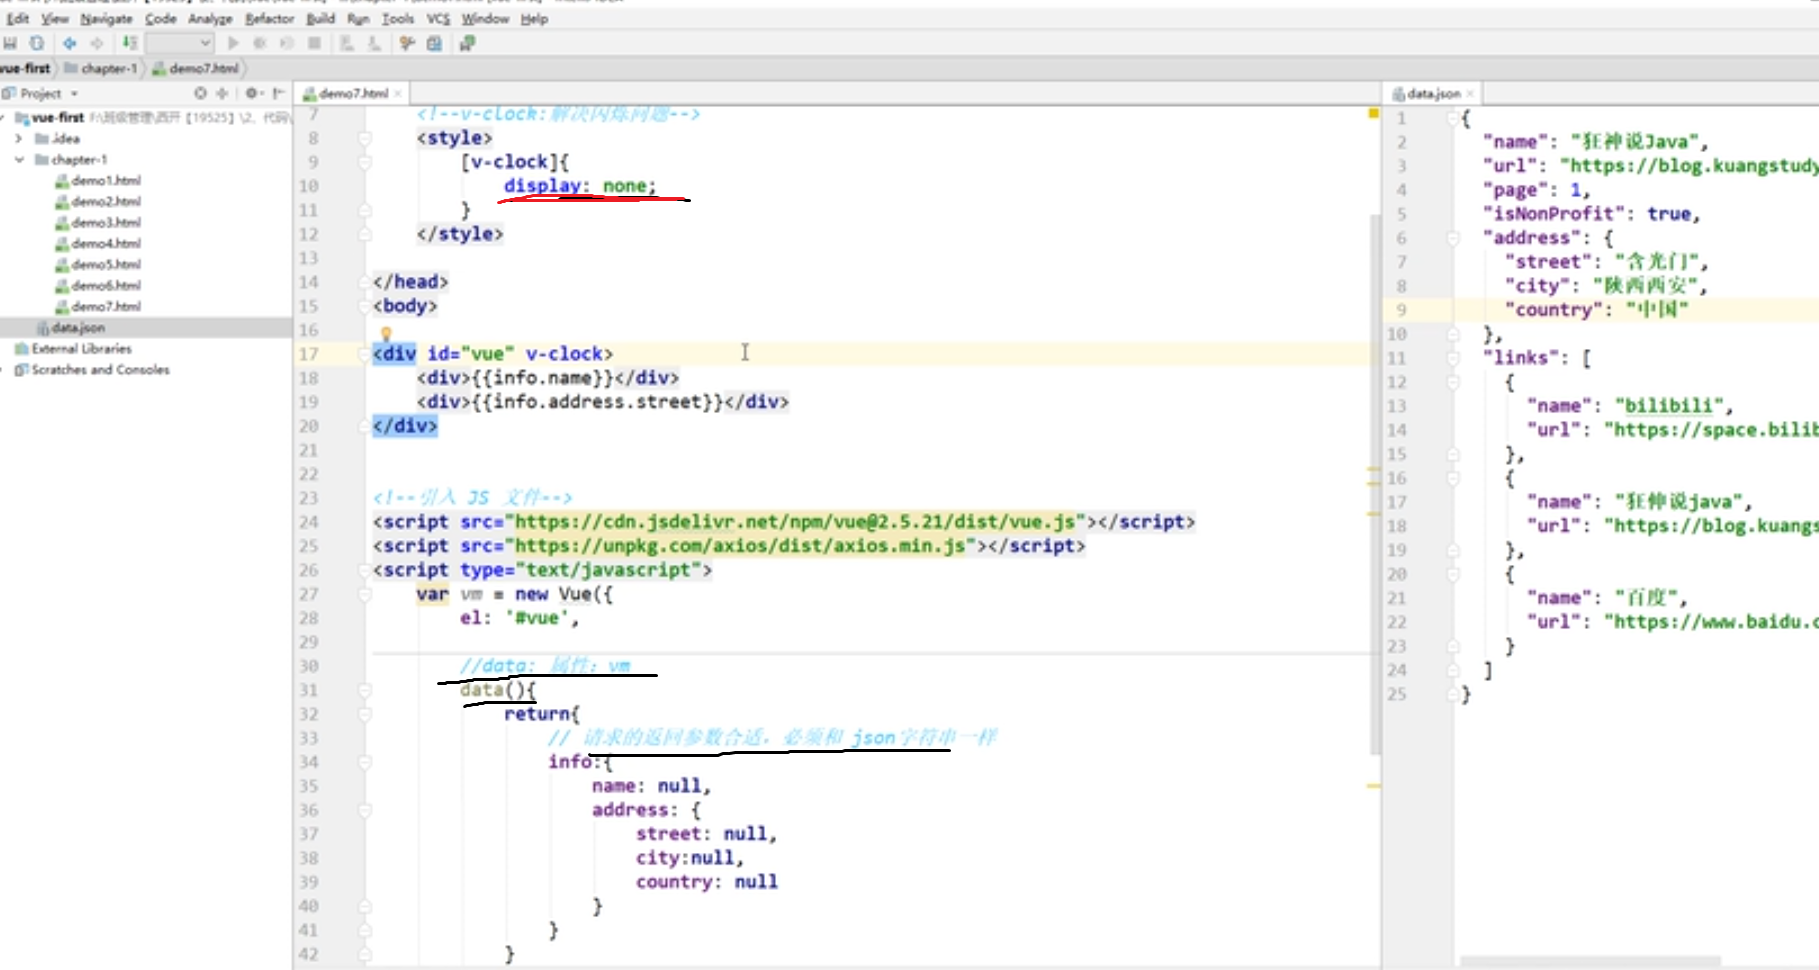 Edit View Navigate Code Analyze Refactor Build Run Tools VCS Window Help
vue-first chapter-1 demo7.html
Project
demo7.html
data.json
vue-first F:\班级管理\西开【19525】\2、代码\
.idea
chapter-1
demo1.html
demo2.html
demo3.html
demo4.html
demo5.html
demo6.html
demo7.html
data.json
External Libraries
Scratches and Consoles
7 <!--v-clock:解决闪烁问题-->
8 <style>
9 [v-clock]{
10 display: none;
11 }
12 </style>
13
14 </head>
15 <body>
16
17 <div id="vue" v-clock>
18 <div>{{info.name}}</div>
19 <div>{{info.address.street}}</div>
20 </div>
21
22
23 <!--引入 JS 文件-->
24 <script src="https://cdn.jsdelivr.net/npm/vue@2.5.21/dist/vue.js"></script>
25 <script src="https://unpkg.com/axios/dist/axios.min.js"></script>
26 <script type="text/javascript">
27 var vm = new Vue({
28 el: '#vue',
29
30 //data: 属性:vm
31 data(){
32 return{
33 // 请求的返回参数合适,必须和 json字符串一样
34 info:{
35 name: null,
36 address: {
37 street: null,
38 city:null,
39 country: null
40 }
41 }
42 }
1 {
2 "name": "狂神说Java",
3 "url": "https://blog.kuangstudy
4 "page": 1,
5 "isNonProfit": true,
6 "address": {
7 "street": "含光门",
8 "city": "陕西西安",
9 "country": "中国"
10 },
11 "links": [
12 {
13 "name": "bilibili",
14 "url": "https://space.bilib
15 },
16 {
17 "name": "狂神说java",
18 "url": "https://blog.kuangs
19 },
20 {
21 "name": "百度",
22 "url": "https://www.baidu.c
23 }
24 ]
25 }